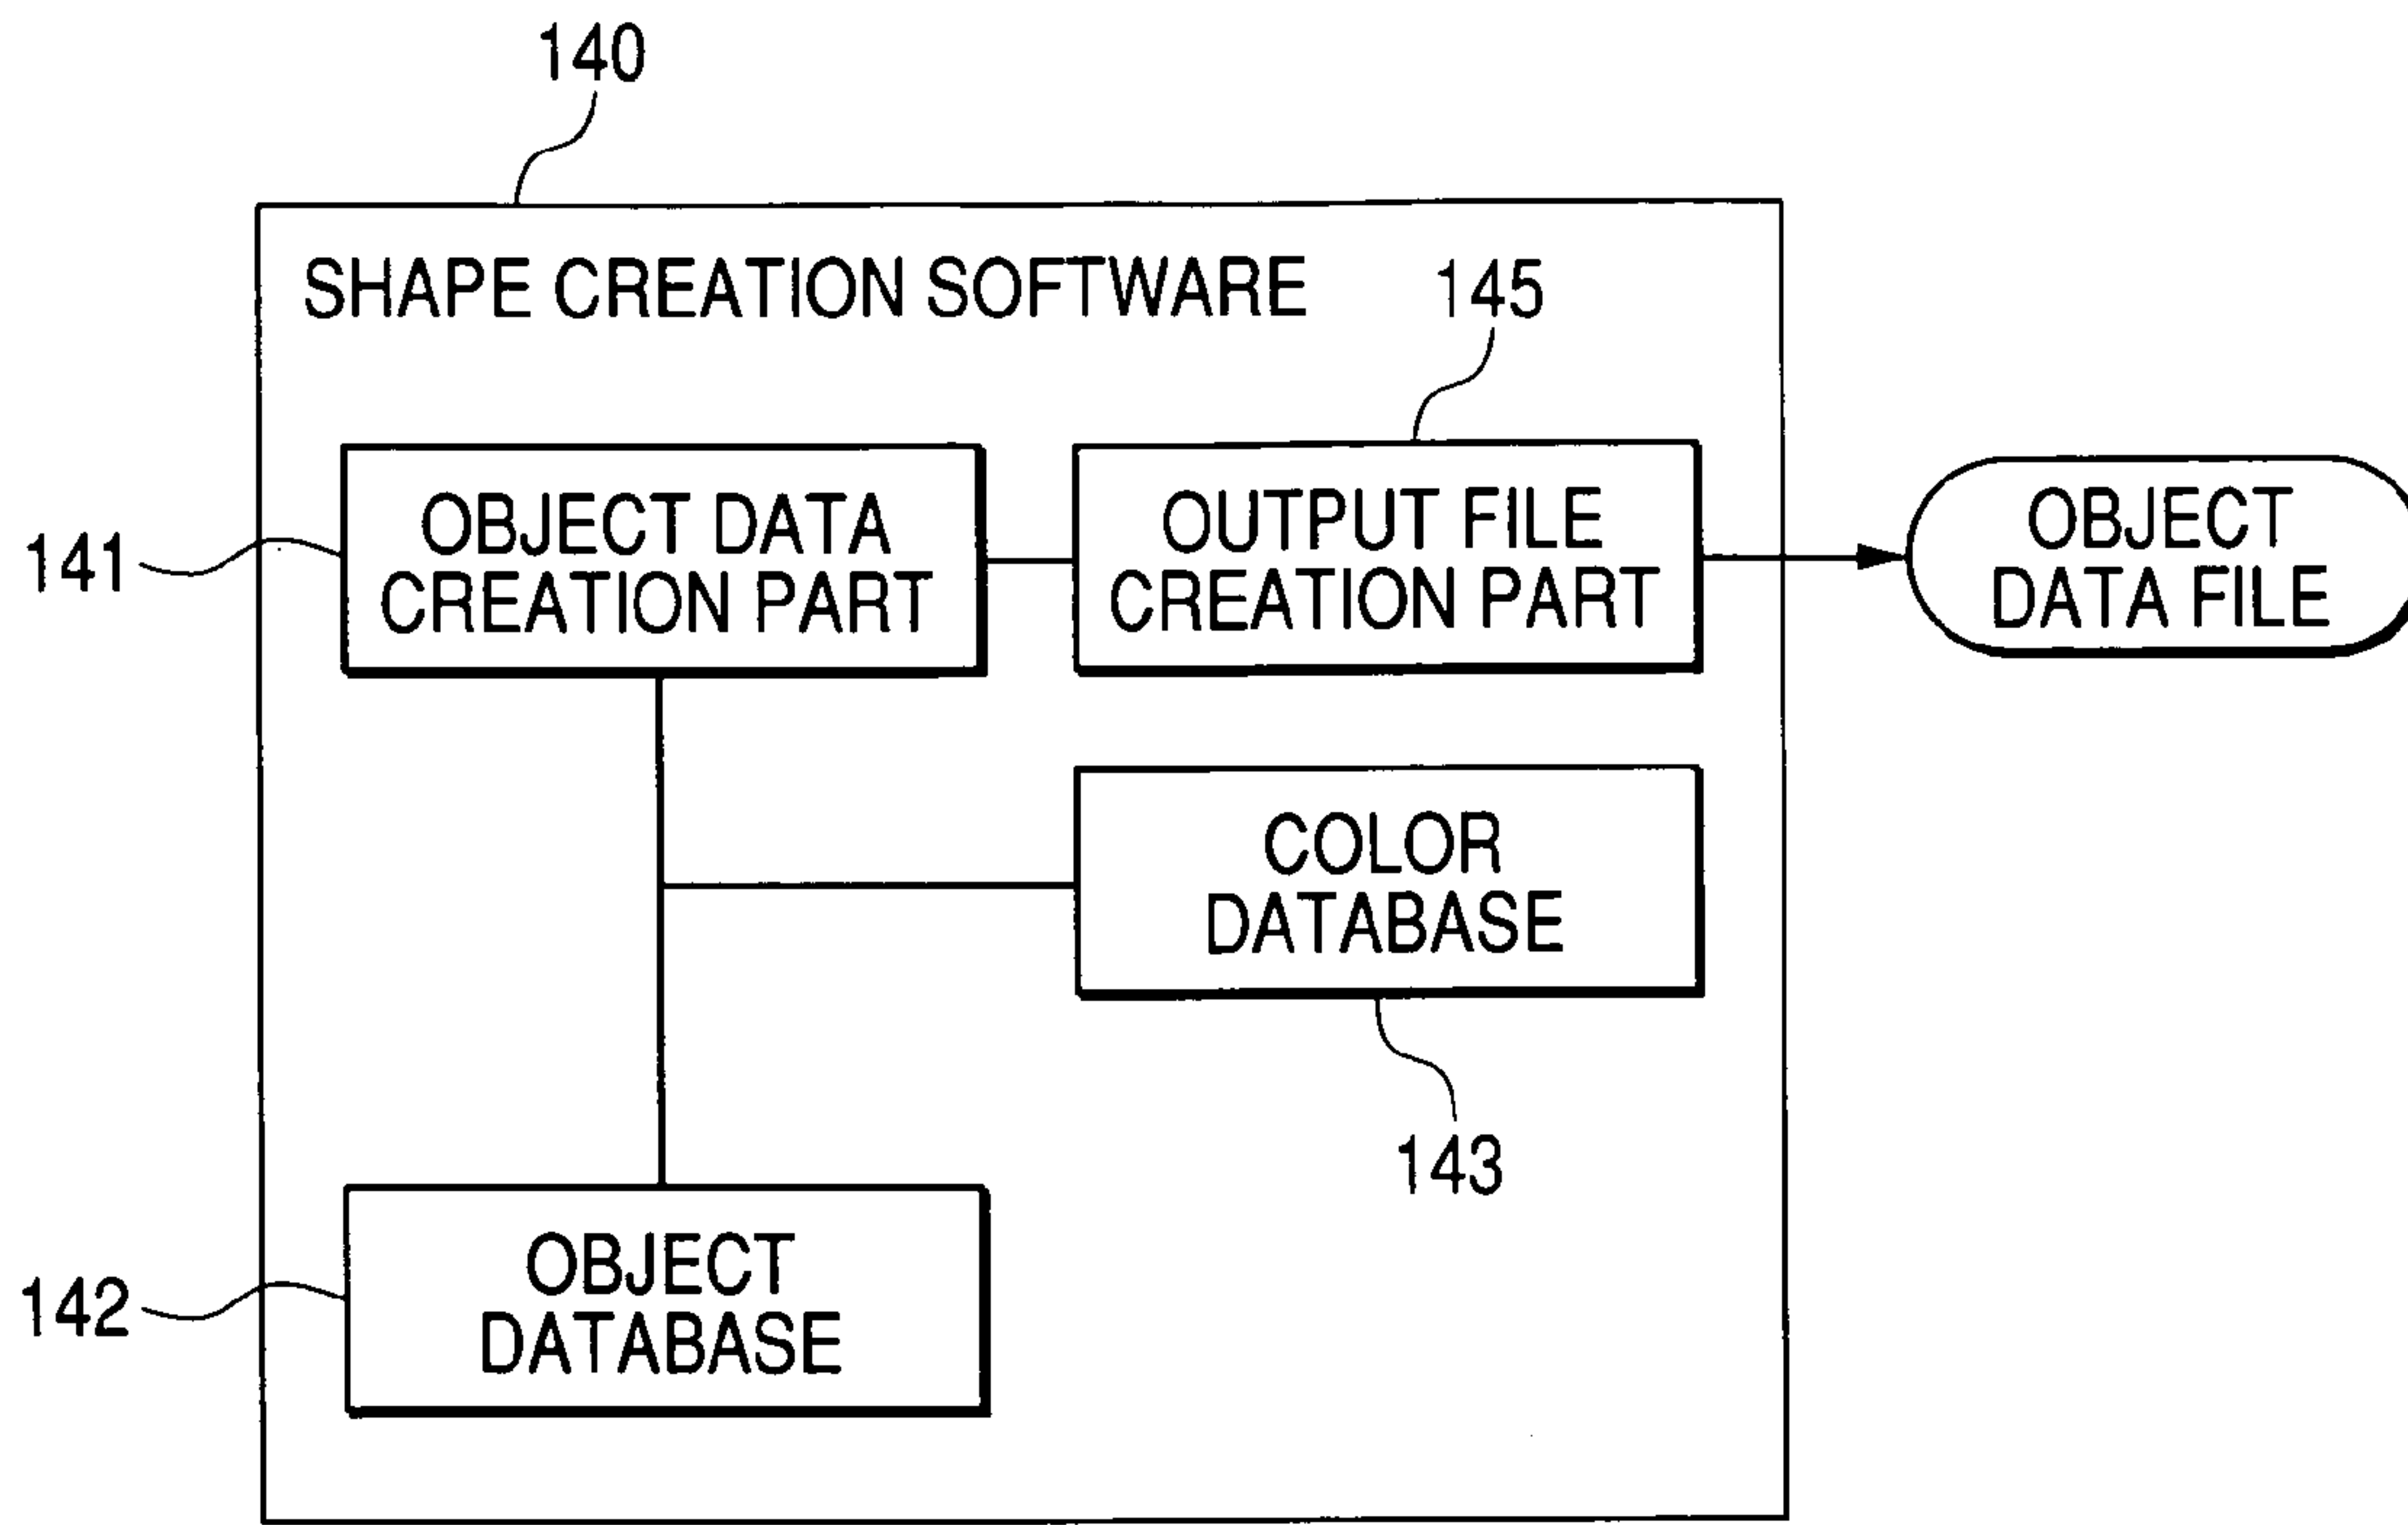 140
SHAPE CREATION SOFTWARE
145
141
OBJECT DATA
CREATION PART
OUTPUT FILE
CREATION PART
OBJECT
DATA FILE
COLOR
DATABASE
143
142
OBJECT
DATABASE